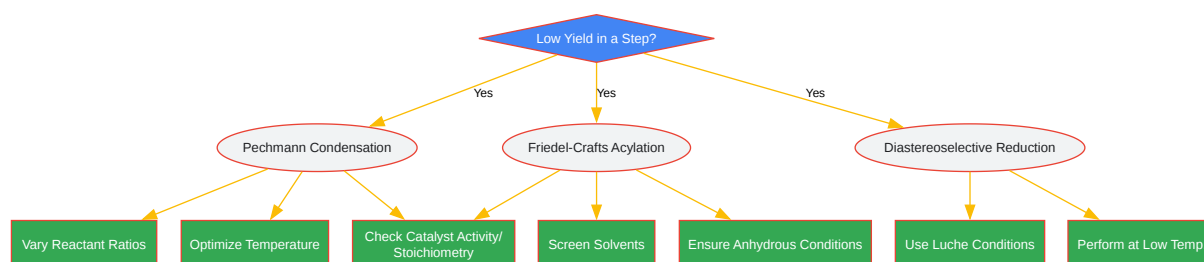 Low Yield in a Step?
Yes
Yes
Yes
Pechmann Condensation
Friedel-Crafts Acylation
Diastereoselective Reduction
Vary Reactant Ratios
Optimize Temperature
Check Catalyst Activity/
Stoichiometry
Screen Solvents
Ensure Anhydrous Conditions
Use Luche Conditions
Perform at Low Temp